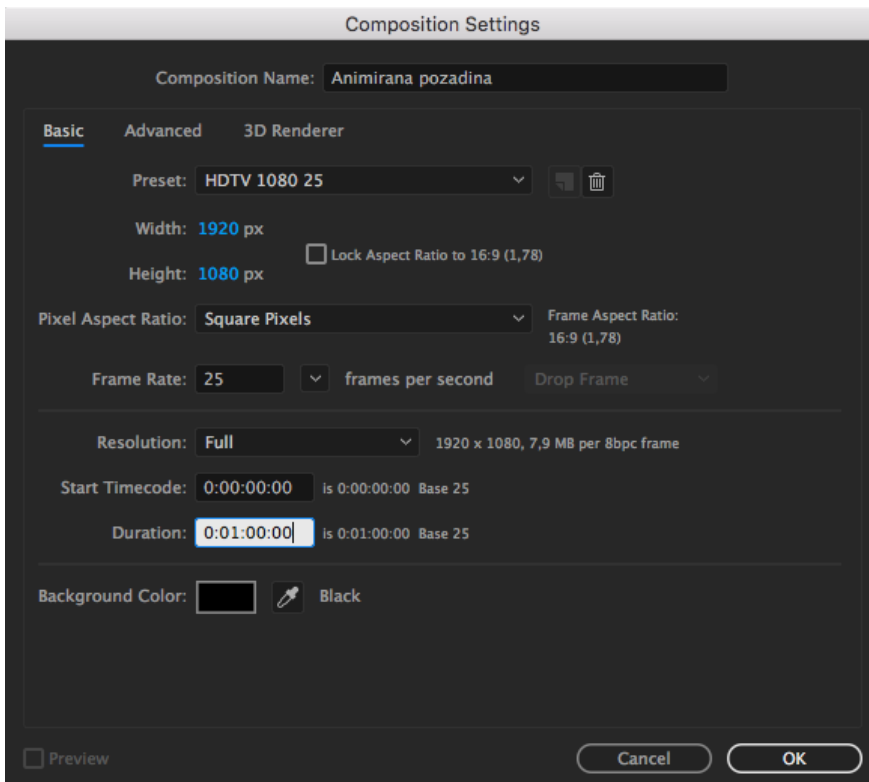 Composition Settings
Composition Name: Animirana pozadina
Basic Advanced 3D Renderer
Preset: HDTV 1080 25
Width: 1920 px
Lock Aspect Ratio to 16:9 (1,78)
Height: 1080 px
Pixel Aspect Ratio: Square Pixels Frame Aspect Ratio:
16:9 (1,78)
Frame Rate: 25 frames per second Drop Frame
Resolution: Full 1920 x 1080, 7,9 MB per 8bpc frame
Start Timecode: 0:00:00:00 is 0:00:00:00 Base 25
Duration: 0:01:00:00 is 0:01:00:00 Base 25
Background Color: Black
Preview Cancel OK